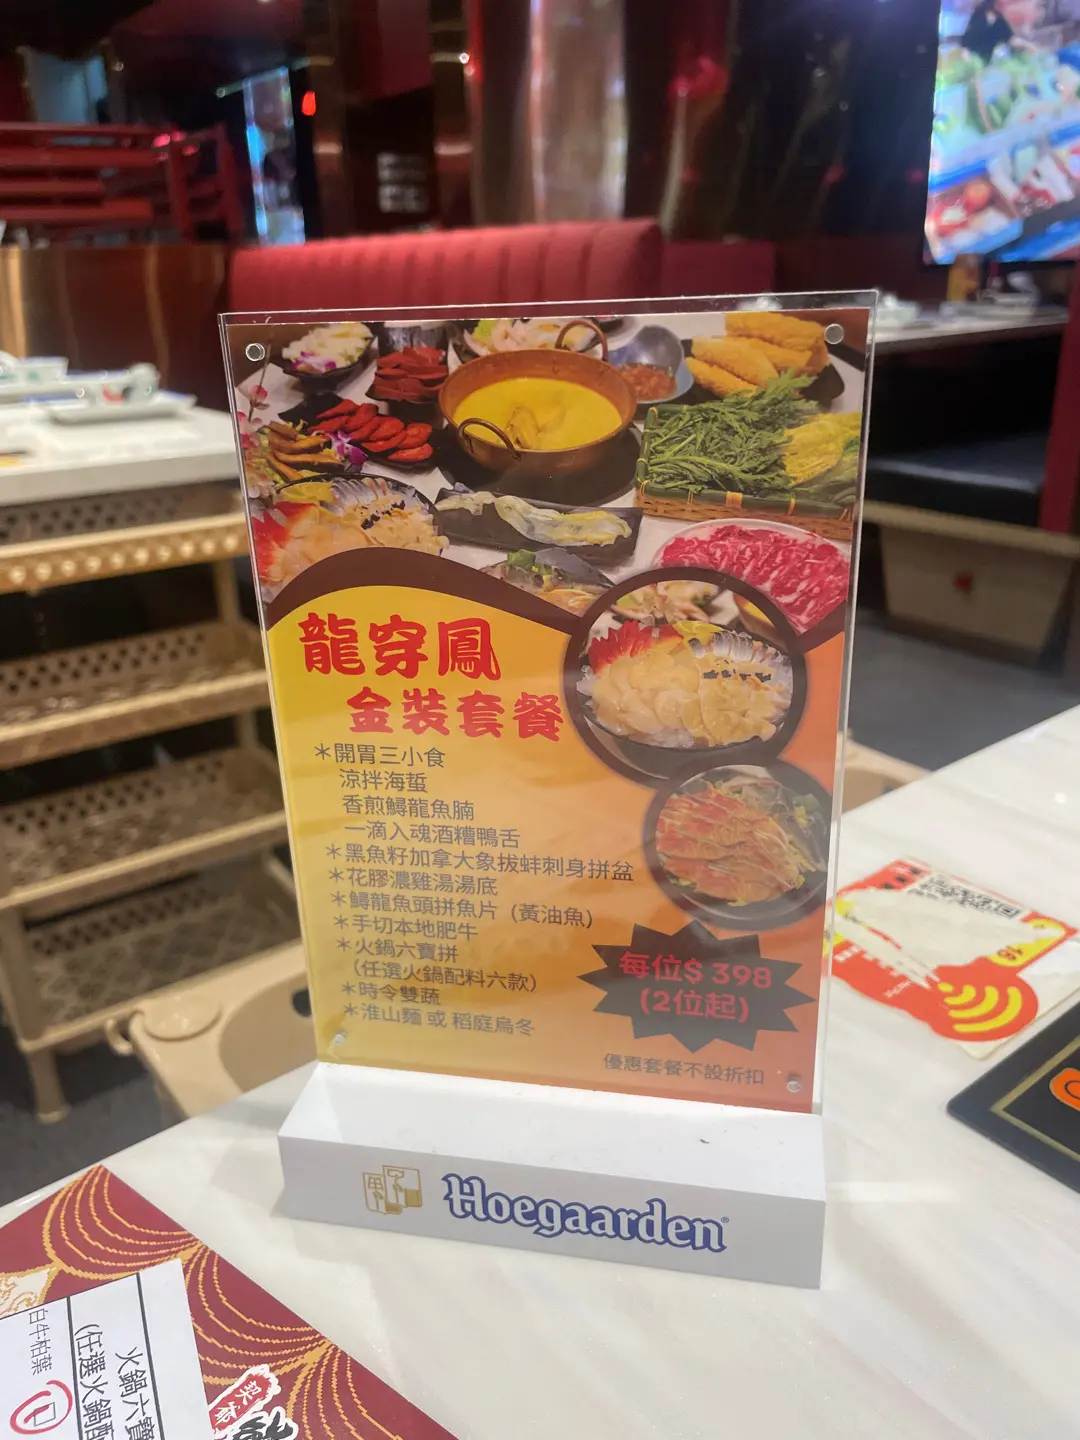 龍穿鳳
金裝套餐
＊開胃三小食
涼拌海蜇
香煎鱘龍魚腩
一滴入魂酒糟鴨舌
＊黑魚籽加拿大象拔蚌刺身拼盆
＊花膠濃雞湯湯底
＊鱘龍魚頭拼魚片（黃油魚）
＊手切本地肥牛
＊火鍋六寶拼
（任選火鍋配料六款）
＊時令雙蔬
＊淮山麵 或 稻庭烏冬
每位$ 398
(2位起)
優惠套餐不設折扣
Hoegaarden
16
火鍋六寶
(任選火鍋配
白牛柏葉